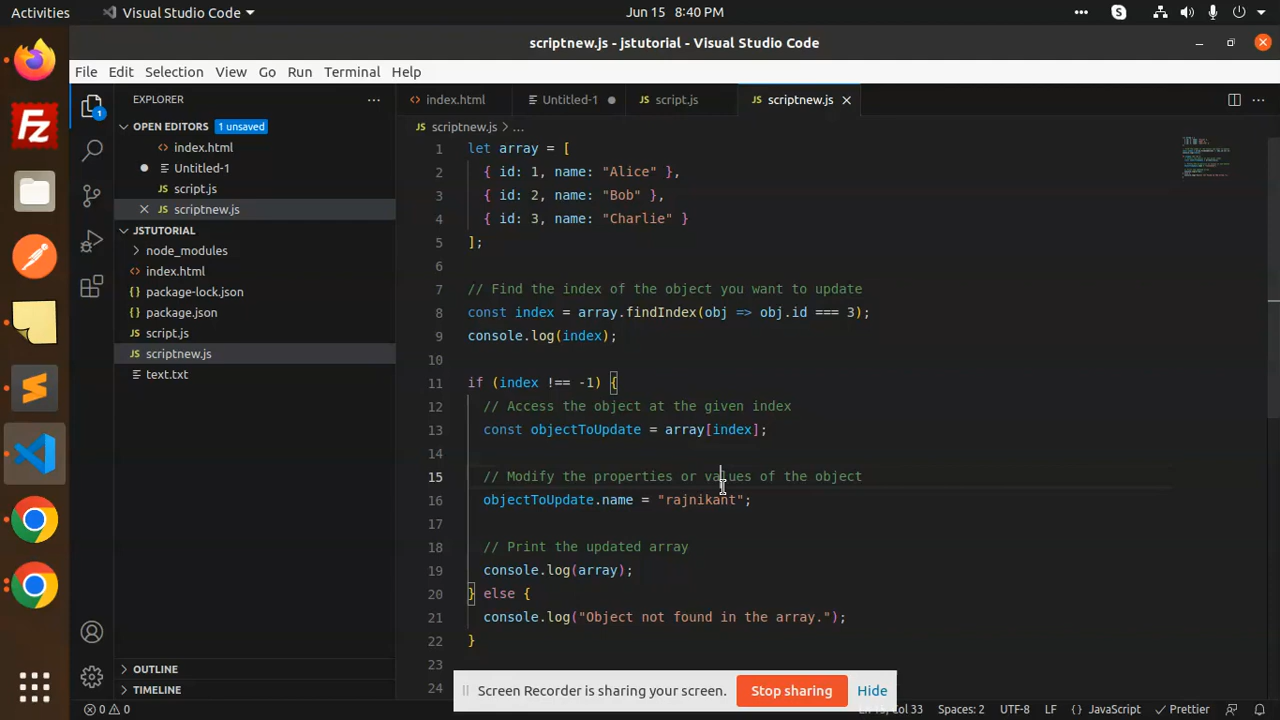 Activities
Visual Studio Code
Jun 15 8:40 PM
scriptnew.js - jstutorial - Visual Studio Code
File Edit Selection View Go Run Terminal Help
EXPLORER
OPEN EDITORS 1 unsaved
index.html
Untitled-1
script.js
scriptnew.js
JSTUTORIAL
node_modules
index.html
package-lock.json
package.json
script.js
scriptnew.js
text.txt
OUTLINE
TIMELINE
index.html Untitled-1 script.js scriptnew.js
scriptnew.js > ...
1 let array = [
2 { id: 1, name: "Alice" },
3 { id: 2, name: "Bob" },
4 { id: 3, name: "Charlie" }
5 ];
6
7 // Find the index of the object you want to update
8 const index = array.findIndex(obj => obj.id === 3);
9 console.log(index);
10
11 if (index !== -1) {
12 // Access the object at the given index
13 const objectToUpdate = array[index];
14
15 // Modify the properties or values of the object
16 objectToUpdate.name = "rajnikant";
17
18 // Print the updated array
19 console.log(array);
20 } else {
21 console.log("Object not found in the array.");
22 }
23
24
Screen Recorder is sharing your screen. Stop sharing Hide
0 0
Col 33 Spaces: 2 UTF-8 LF {} JavaScript Prettier